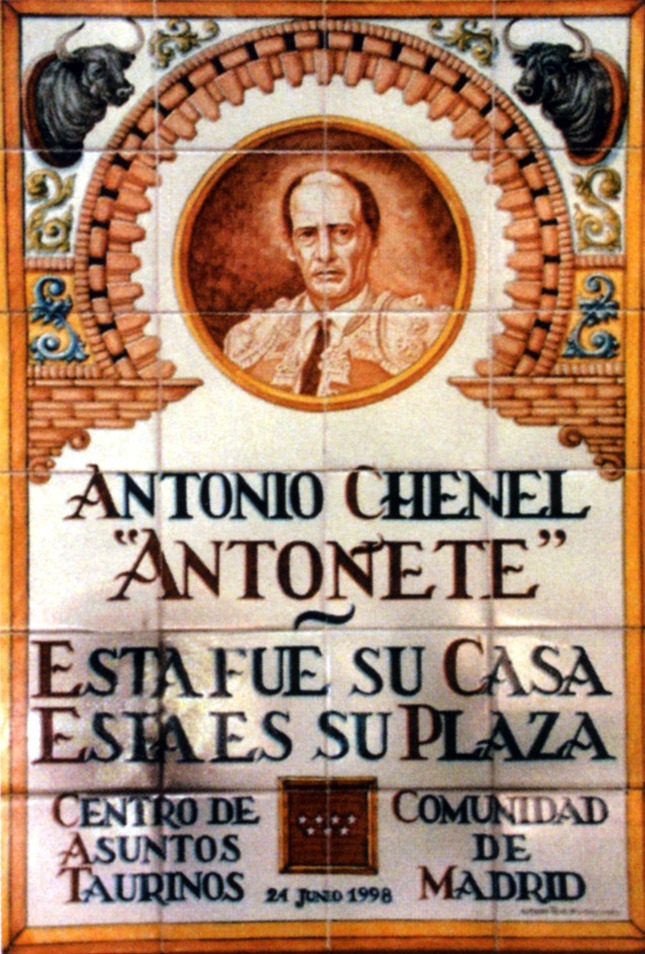 ANTONIO CHENEL
"ANTOÑETE"
ESTA FUE SU CASA
ESTA ES SU PLAZA
CENTRO DE
ASUNTOS
TAURINOS
24 JUNIO 1998
COMUNIDAD
DE
MADRID